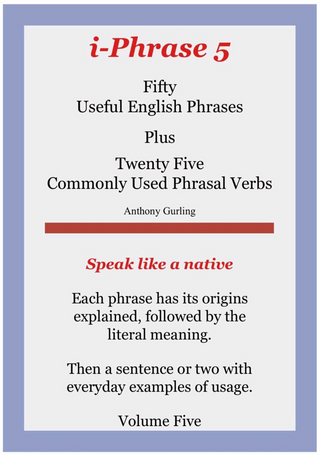 i-Phrase 5
Fifty
Useful English Phrases
Plus
Twenty Five
Commonly Used Phrasal Verbs
Anthony Gurling
Speak like a native
Each phrase has its origins
explained, followed by the
literal meaning.
Then a sentence or two with
everyday examples of usage.
Volume Five